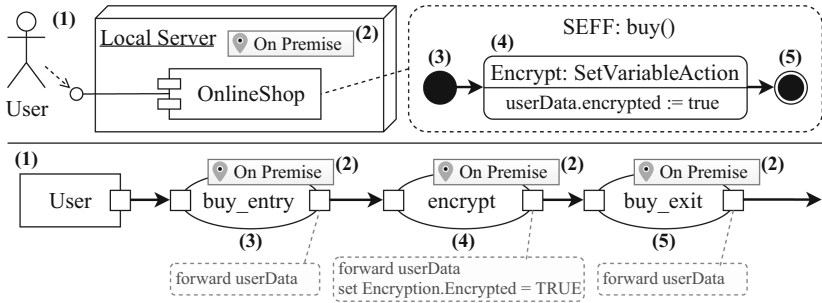 (1)
User
Local Server
On Premise
(2)
OnlineShop
SEFF: buy()
(3)
(4)
Encrypt: SetVariableAction
userData.encrypted := true
(5)
(1)
User
On Premise
(2)
buy_entry
(3)
forward userData
On Premise
(2)
encrypt
(4)
forward userData
set Encryption.Encrypted = TRUE
On Premise
(2)
buy_exit
(5)
forward userData